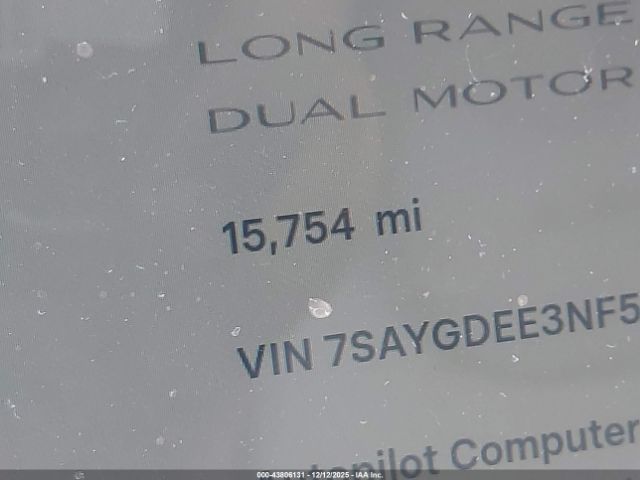 LONG RANGE
DUAL MOTOR
15,754 mi
VIN 7SAYGDEE3NF5
Computer
000-43806131 - 12/12/2025 - IAA Inc.